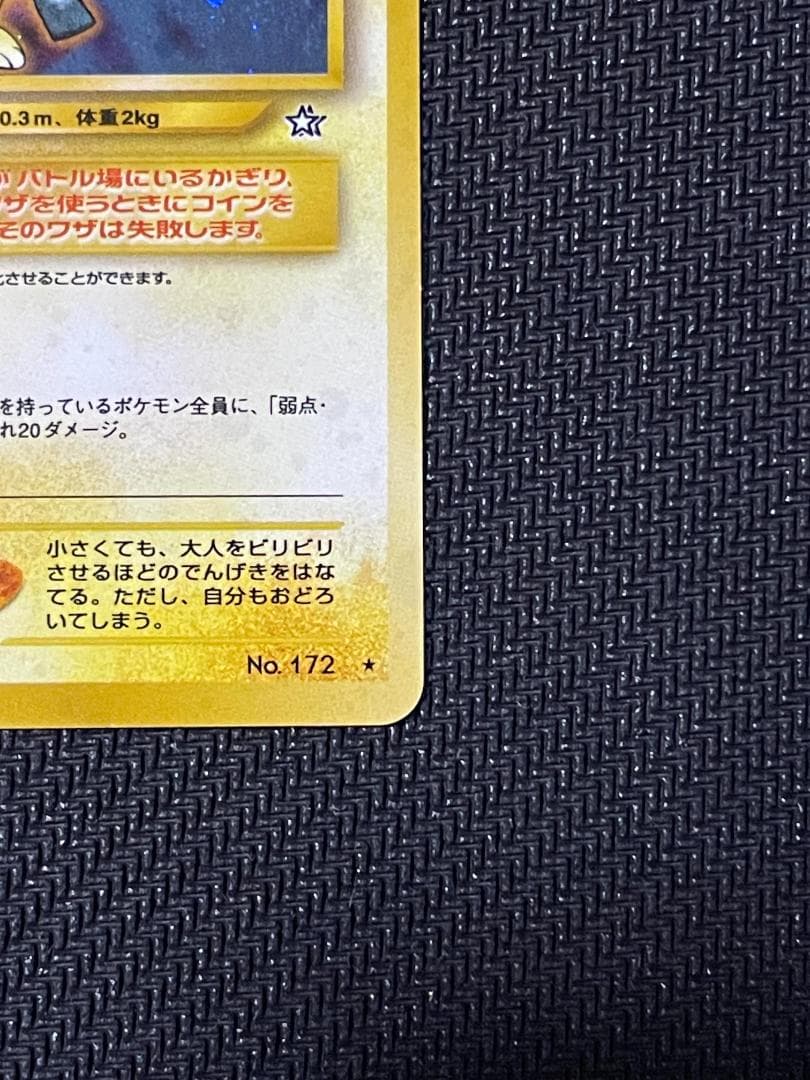 0.3m、体重2kg
が バトル場にいるかぎり、
ワザを使うときにコインを
そのワザは失敗します。
化させることができます。
を持っているポケモン全員に、「弱点・
れ20ダメージ。
小さくても、大人をビリビリ
させるほどのでんげきをはな
てる。ただし、自分もおどろ
いてしまう。
No. 172 ★